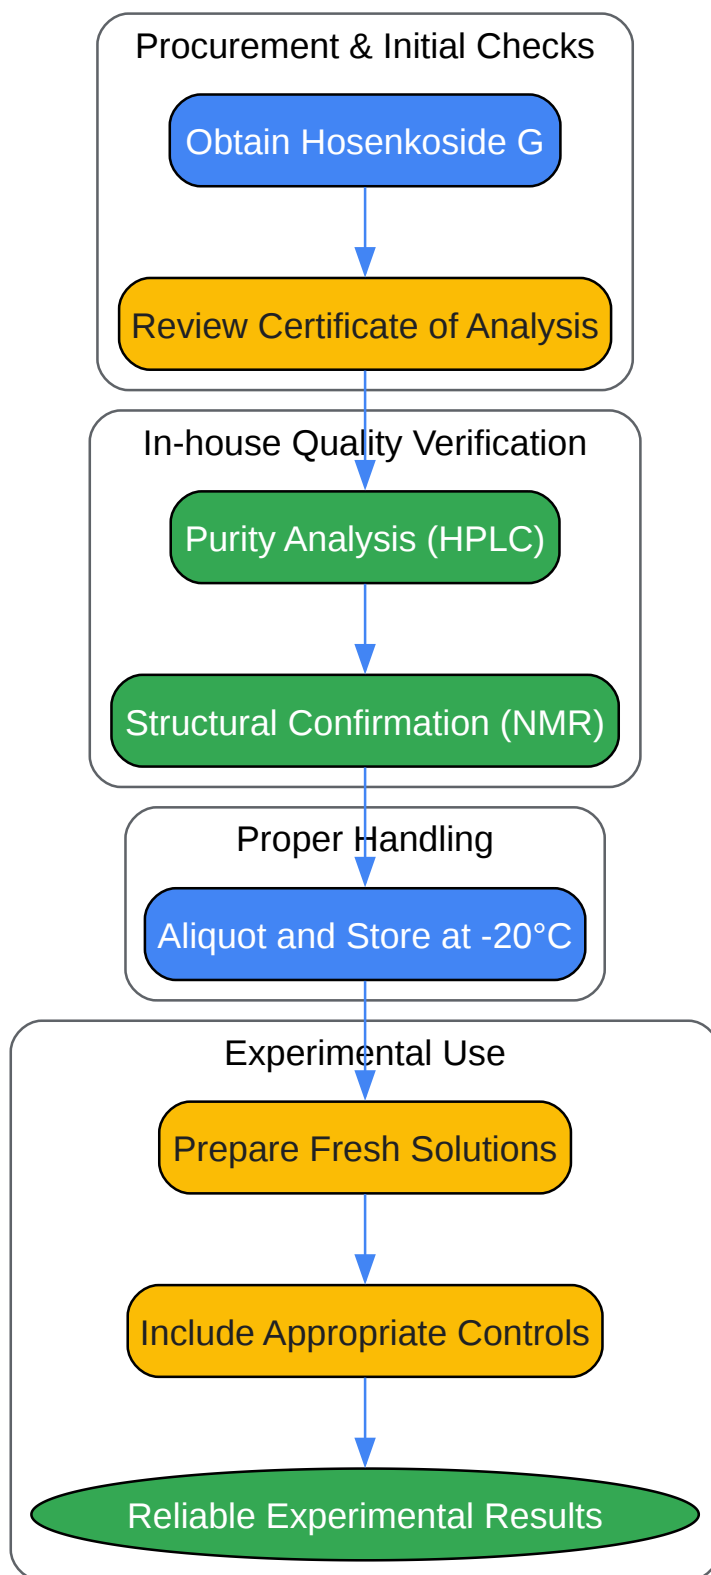 Procurement & Initial Checks
Obtain Hosenkoside G
Review Certificate of Analysis
In-house Quality Verification
Purity Analysis (HPLC)
Structural Confirmation (NMR)
Proper Handling
Aliquot and Store at -20°C
Experimental Use
Prepare Fresh Solutions
Include Appropriate Controls
Reliable Experimental Results